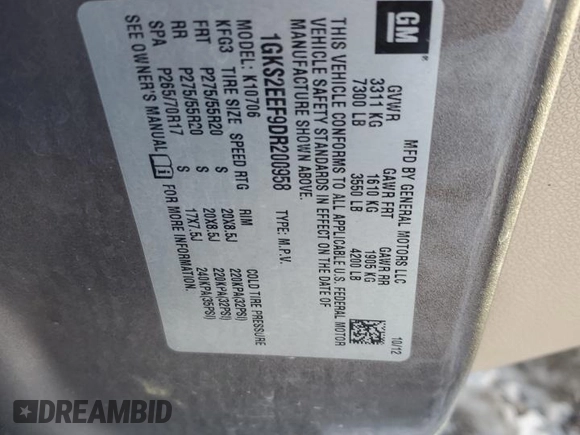 GM
MFD BY GENERAL MOTORS LLC
10/12
GVWR GAWR FRT GAWR RR
3311 KG 1610 KG 1905 KG
7300 LB 3550 LB 4200 LB
THIS VEHICLE CONFORMS TO ALL APPLICABLE U.S. FEDERAL MOTOR
VEHICLE SAFETY STANDARDS IN EFFECT ON THE DATE OF
MANUFACTURE SHOWN ABOVE.
1GKS2EEF9DR200958 TYPE: M.P.V.
MODEL: K10706
KFG3 TIRE SIZE SPEED RTG RIM COLD TIRE PRESSURE
FRT P275/55R20 S 20X8.5J 220KPA(32PSI)
RR P275/55R20 S 20X8.5J 220KPA(32PSI)
SPA P265/70R17 S 17X7.5J 240KPA(35PSI)
SEE OWNER'S MANUAL FOR MORE INFORMATION.
DREAMBID